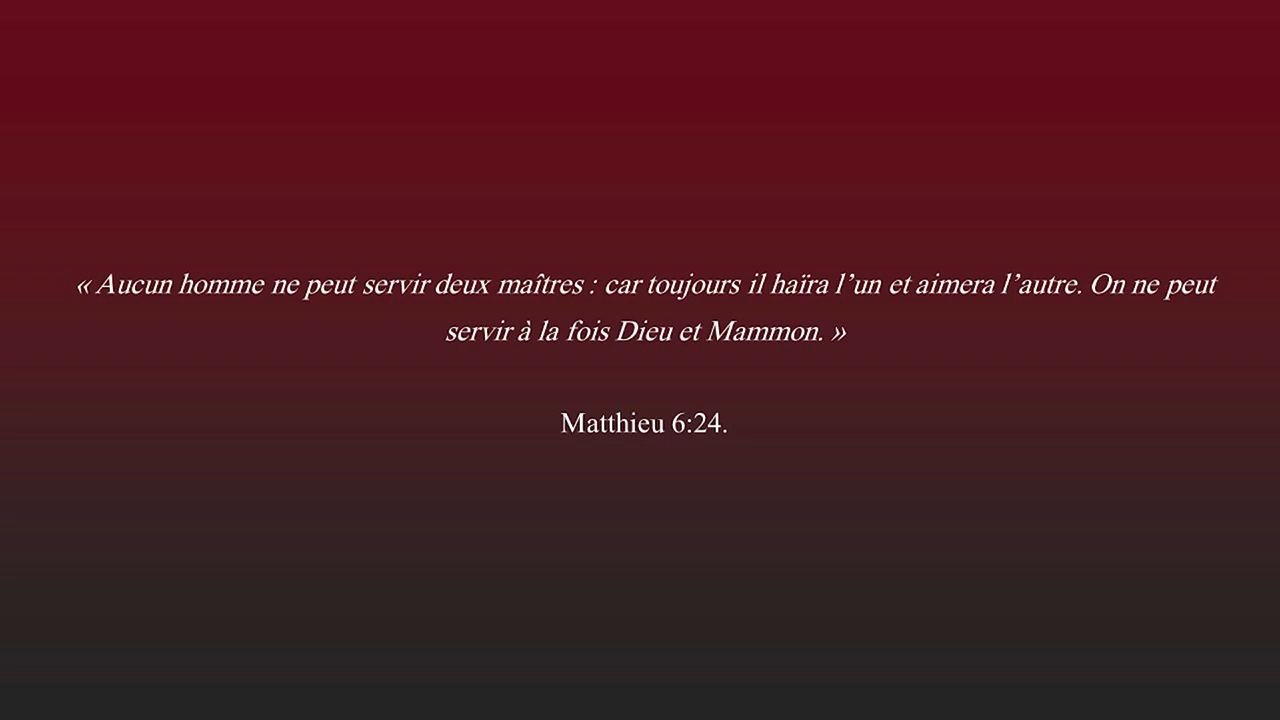 « Aucun homme ne peut servir deux maîtres : car toujours il haïra l’un et aimera l’autre. On ne peut
servir à la fois Dieu et Mammon. »
Matthieu 6:24.